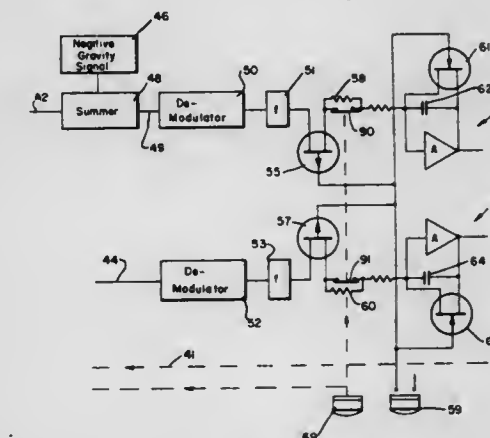 46
Negitive
Gravity
Signal
A2
Summer
48
49
De-
Modulator
50
51
f
58
90
55
62
A
57
53
f
44
De-
Modulator
52
91
60
A
64
41
59